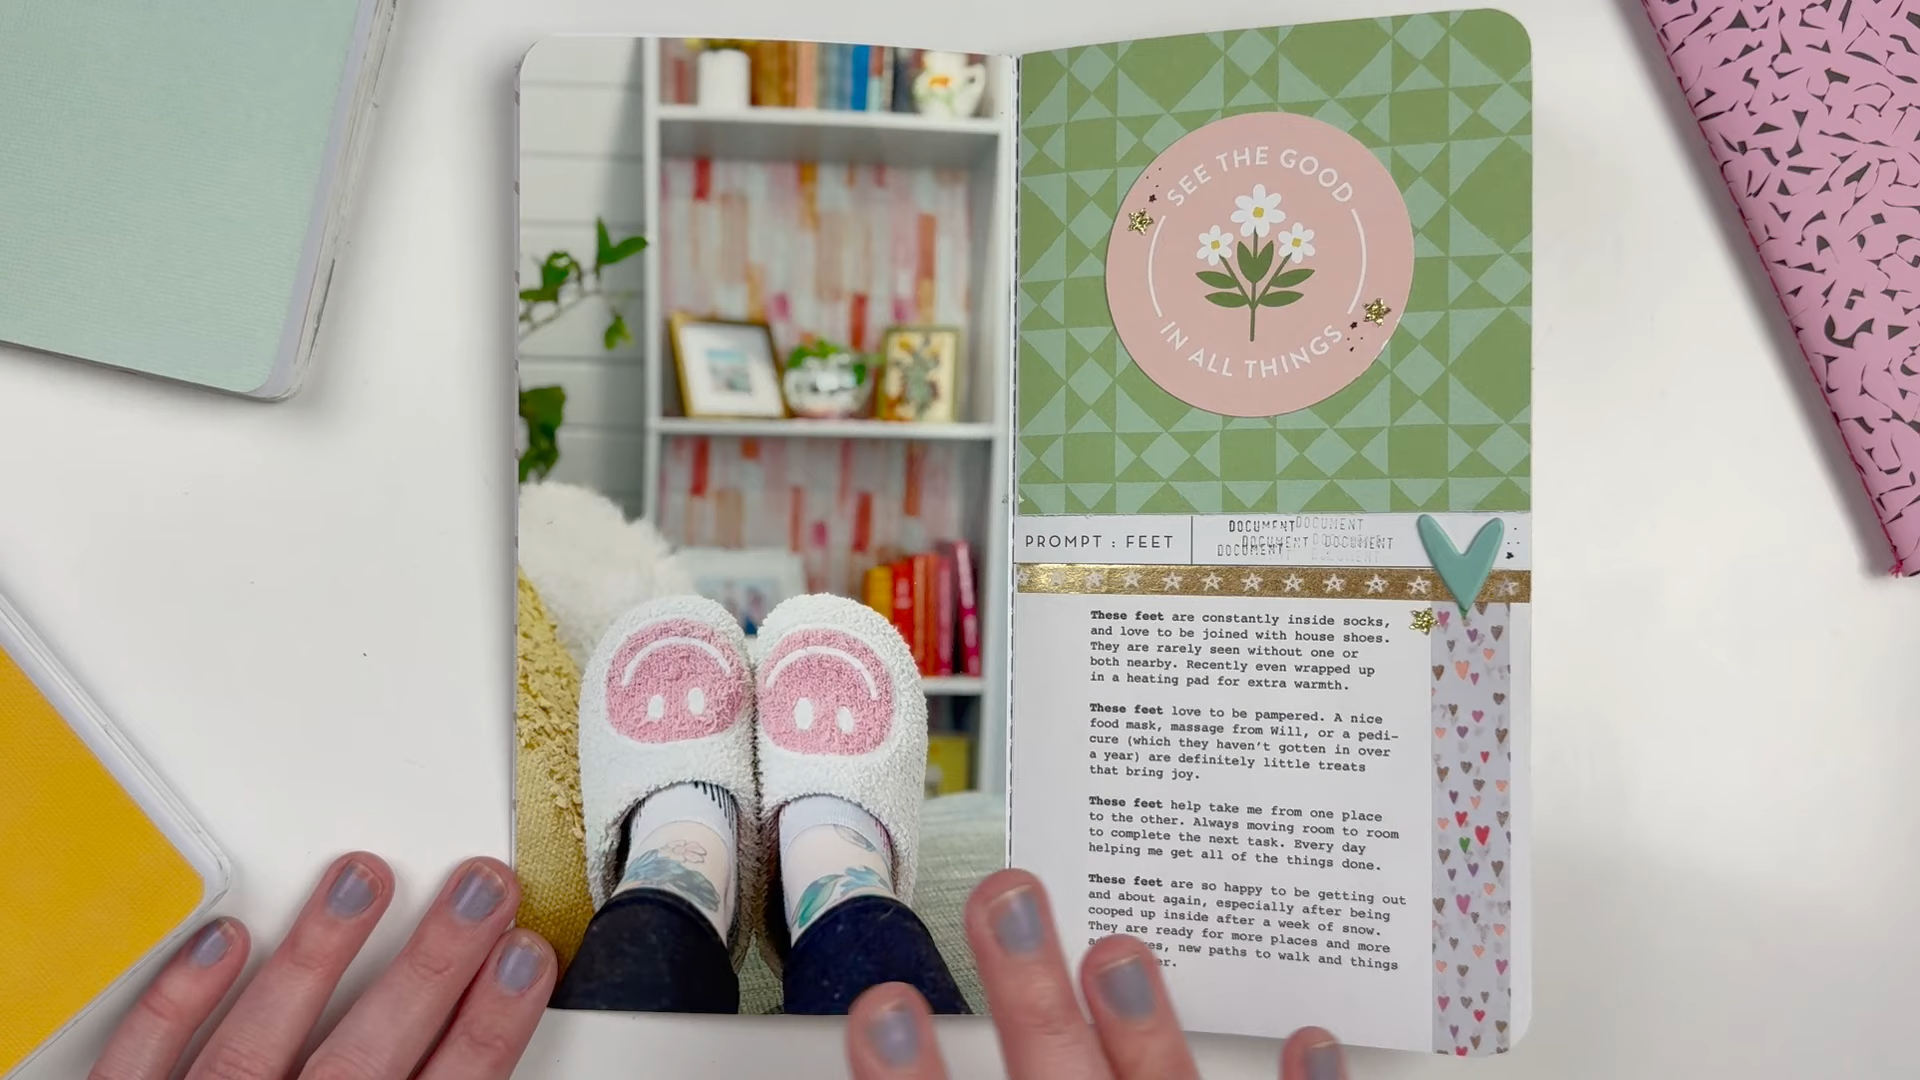 SEE THE GOOD
IN ALL THINGS
PROMPT : FEET
DOCUMENT DOCUMENT
DOCUMENT DOCUMENT
DOCUMENT DOCUMENT
These feet are constantly inside socks,
and love to be joined with house shoes.
They are rarely seen without one or
both nearby. Recently even wrapped up
in a heating pad for extra warmth.
These feet love to be pampered. A nice
food mask, massage from Will, or a pedi-
cure (which they haven't gotten in over
a year) are definitely little treats
that bring joy.
These feet help take me from one place
to the other. Always moving room to room
to complete the next task. Every day
helping me get all of the things done.
These feet are so happy to be getting out
and about again, especially after being
cooped up inside after a week of snow.
They are ready for more places and more
new paths to walk and things